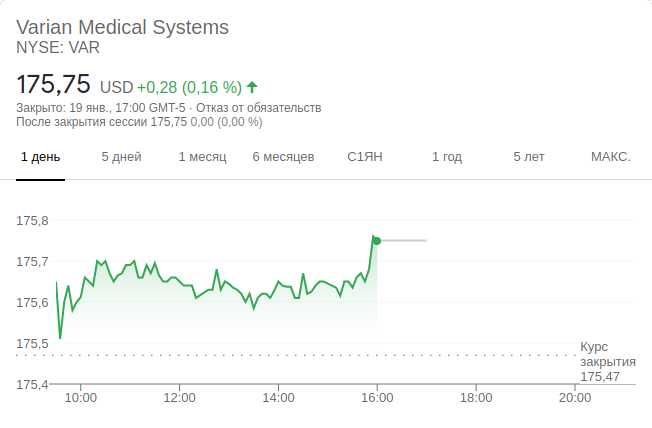 Varian Medical Systems
NYSE: VAR
175,75 USD +0,28 (0,16 %)
Закрыто: 19 янв., 17:00 GMT-5 · Отказ от обязательств
После закрытия сессии 175,75 0,00 (0,00 %)
1 день 5 дней 1 месяц 6 месяцев С1ЯН 1 год 5 лет МАКС.
175,8
175,7
175,6
175,5
Курс
закрытия
175,47
175,4
10:00 12:00 14:00 16:00 18:00 20:00